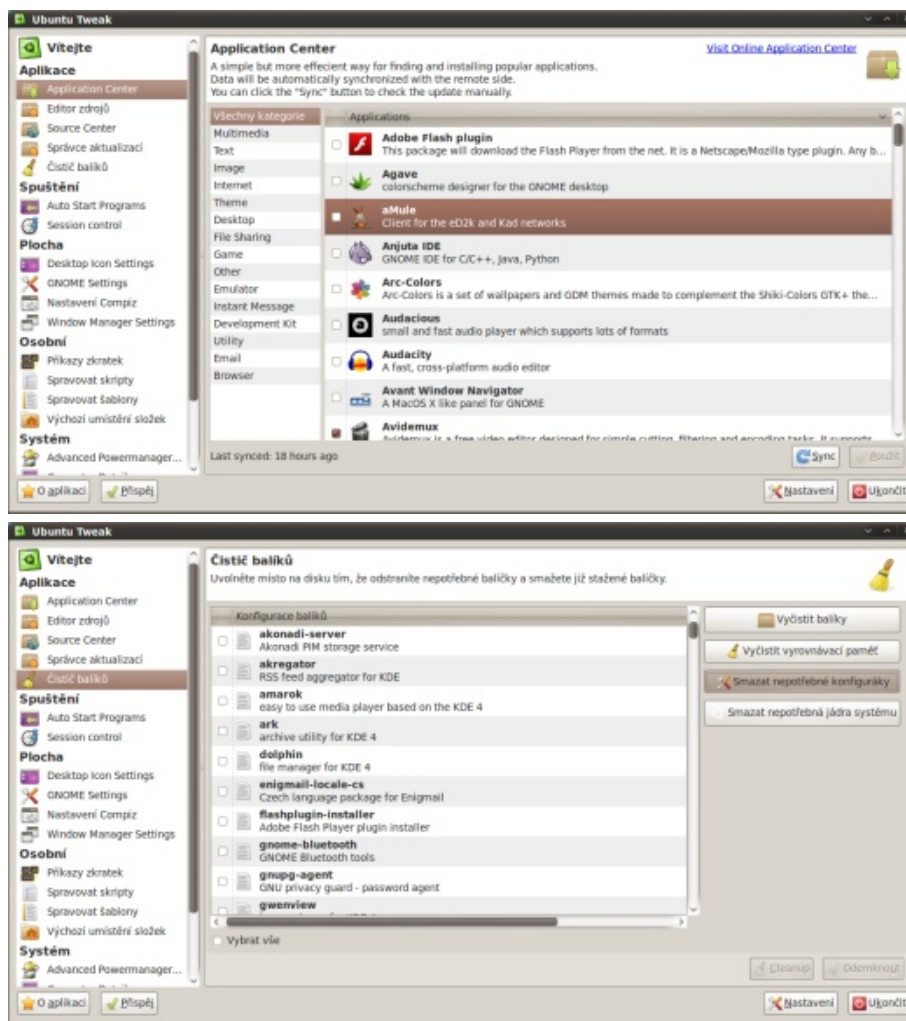 Ubuntu Tweak
Vítejte
Aplikace
Application Center
Editor zdrojů
Source Center
Správce aktualizací
Čistič balíků
Spuštění
Auto Start Programs
Session control
Plocha
Desktop Icon Settings
GNOME Settings
Nastavení Compiz
Window Manager Settings
Osobní
Příkazy zkratek
Spravovat skripty
Spravovat šablony
Výchozí umístění složek
Systém
Advanced Powermanager...
O aplikaci
Přispěj
Application Center
Visit Online Application Center
A simple but more effecient way for finding and installing popular applications.
Data will be automatically synchronized with the remote side.
You can click the "Sync" button to check the update manually.
Všechny kategorie
Multimedia
Text
Image
Internet
Theme
Desktop
File Sharing
Game
Other
Emulator
Instant Message
Development Kit
Utility
Email
Browser
Applications
Adobe Flash plugin
This package will download the Flash Player from the net. It is a Netscape/Mozilla type plugin. Any b...
Agave
colorscheme designer for the GNOME desktop
aMule
Client for the eD2k and Kad networks
Anjuta IDE
GNOME IDE for C/C++, Java, Python
Arc-Colors
Arc-Colors is a set of wallpapers and GDM themes made to complement the Shiki-Colors GTK+ the...
Audacious
small and fast audio player which supports lots of formats
Audacity
A fast, cross-platform audio editor
Avant Window Navigator
A MacOS X like panel for GNOME
Avidemux
Avidemux is a free video editor designed for simple cutting, filtering and encoding tasks. It supports
Last synced: 18 hours ago
Sync
Použít
Nastavení
Ukončit
Ubuntu Tweak
Vítejte
Aplikace
Application Center
Editor zdrojů
Source Center
Správce aktualizací
Čistič balíků
Spuštění
Auto Start Programs
Session control
Plocha
Desktop Icon Settings
GNOME Settings
Nastavení Compiz
Window Manager Settings
Osobní
Příkazy zkratek
Spravovat skripty
Spravovat šablony
Výchozí umístění složek
Systém
Advanced Powermanager...
O aplikaci
Přispěj
Čistič balíků
Uvolněte místo na disku tím, že odstraníte nepotřebné balíčky a smažete již stažené balíčky.
Konfigurace balíků
akonadi-server
Akonadi PIM storage service
akregator
RSS feed aggregator for KDE
amarok
easy to use media player based on the KDE 4
ark
archive utility for KDE 4
dolphin
file manager for KDE 4
enigmail-locale-cs
Czech language package for Enigmail
flashplugin-installer
Adobe Flash Player plugin installer
gnome-bluetooth
GNOME Bluetooth tools
gnupg-agent
GNU privacy guard - password agent
gwenview
Vybrat vše
Vyčistit balíky
Vyčistit vyrovnávací paměť
Smazat nepotřebné konfiguráky
Smazat nepotřebná jádra systému
Cleanup
Odemknout
Nastavení
Ukončit